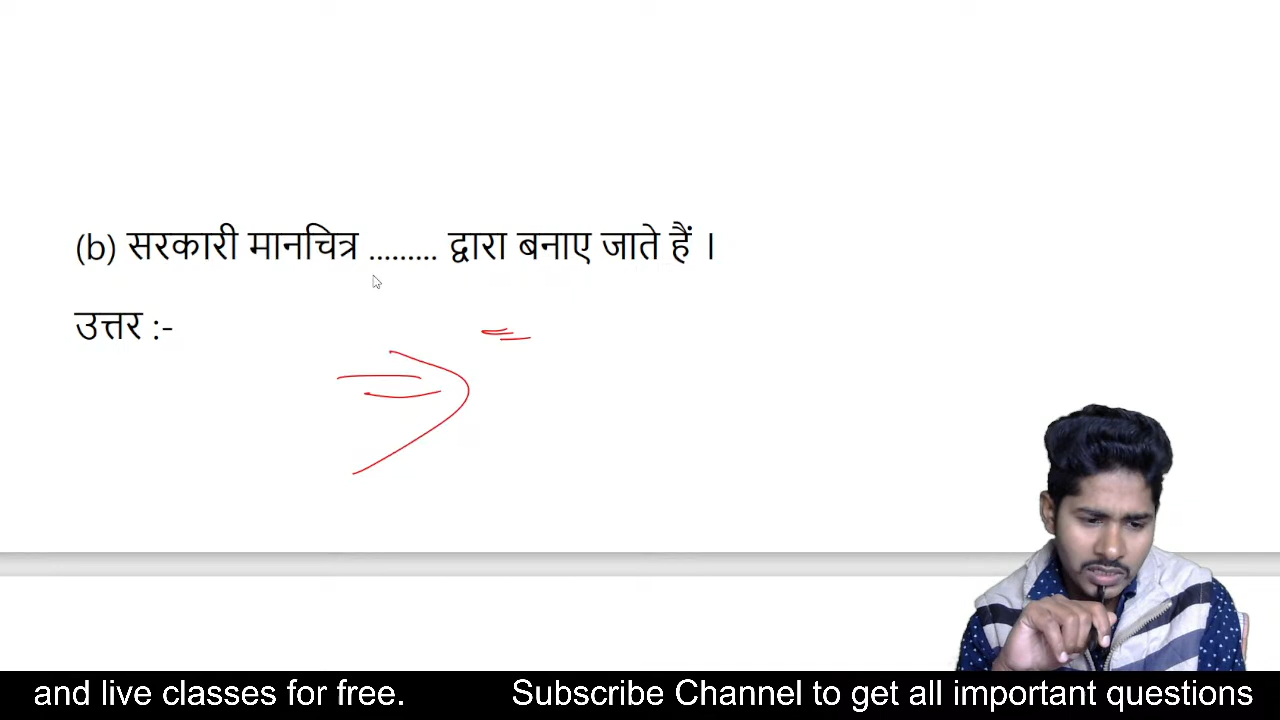 (b) सरकारी मानचित्र ......... द्वारा बनाए जाते हैं ।
उत्तर :-
and live classes for free. Subscribe Channel to get all important questions